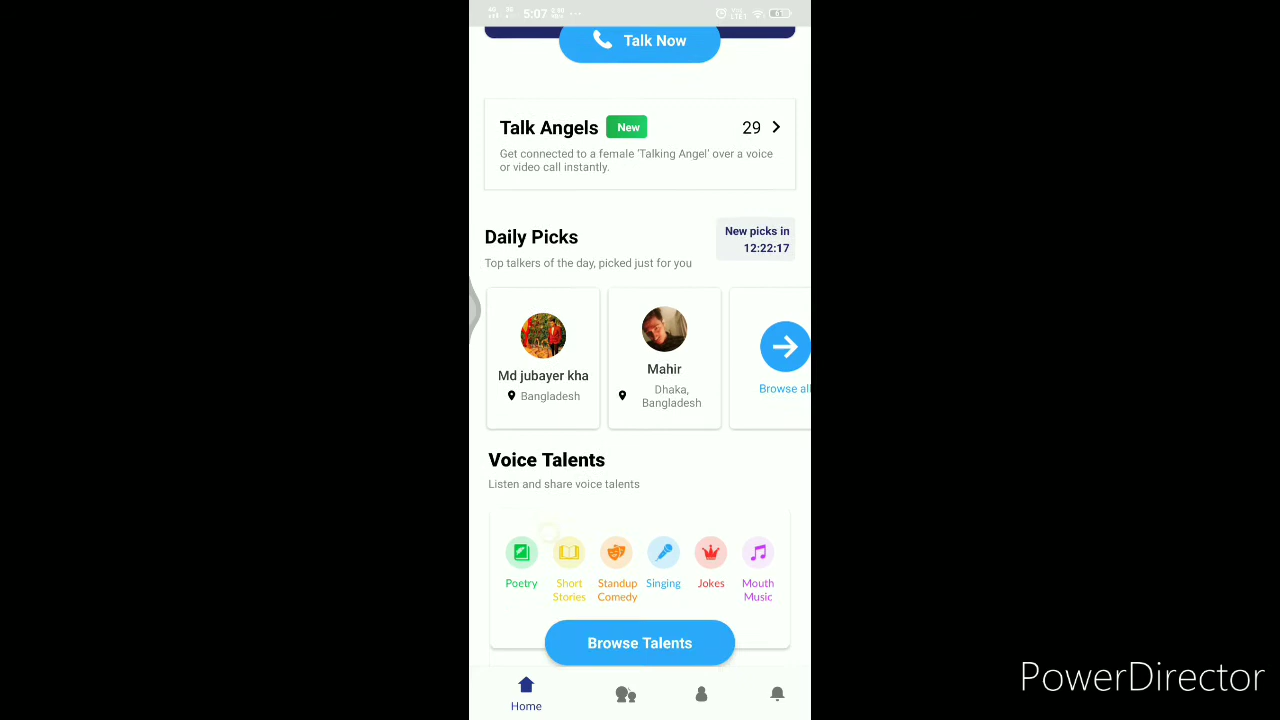 5:07
61
Talk Now
Talk Angels New 29
Get connected to a female 'Talking Angel' over a voice
or video call instantly.
Daily Picks
New picks in
12:22:17
Top talkers of the day, picked just for you
Md jubayer kha
Bangladesh
Mahir
Dhaka,
Bangladesh
Browse all
Voice Talents
Listen and share voice talents
Poetry
Short
Stories
Standup
Comedy
Singing
Jokes
Mouth
Music
Browse Talents
Home
PowerDirector